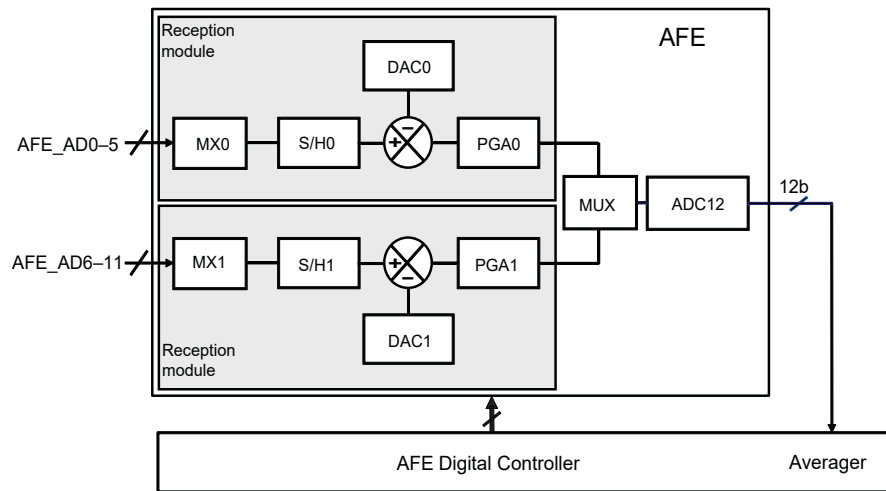 Reception
module
AFE
DAC0
AFE_AD0–5
MX0
S/H0
+
−
PGA0
MUX
ADC12
12b
AFE_AD6–11
MX1
S/H1
+
−
PGA1
DAC1
Reception
module
AFE Digital Controller
Averager